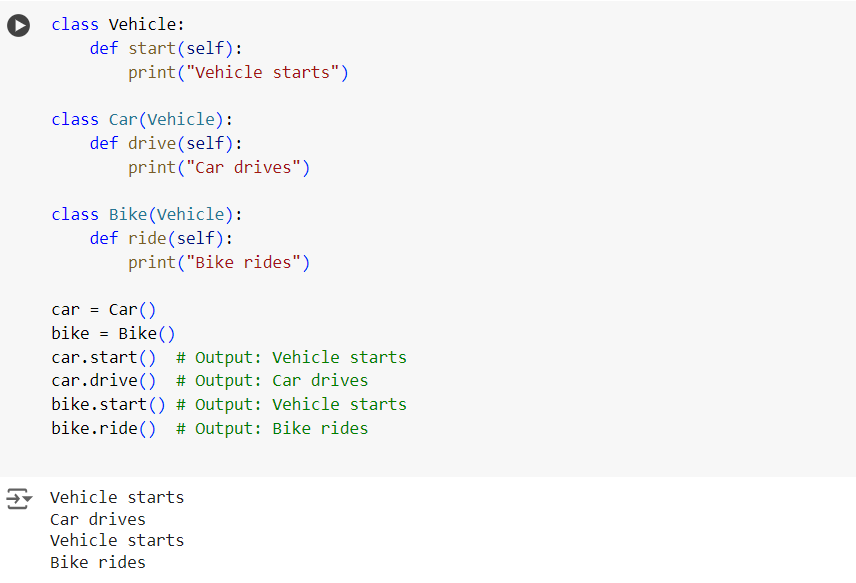 class Vehicle:
    def start(self):
        print("Vehicle starts")

class Car(Vehicle):
    def drive(self):
        print("Car drives")

class Bike(Vehicle):
    def ride(self):
        print("Bike rides")

car = Car()
bike = Bike()
car.start()  # Output: Vehicle starts
car.drive()  # Output: Car drives
bike.start() # Output: Vehicle starts
bike.ride()  # Output: Bike rides

Vehicle starts
Car drives
Vehicle starts
Bike rides